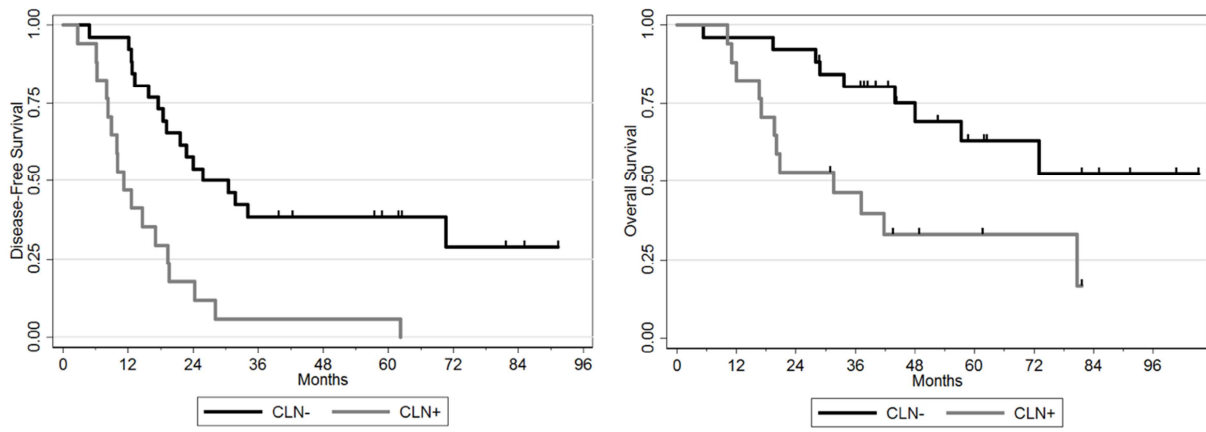 Disease-Free Survival
1.00
0.75
0.50
0.25
0.00
0 12 24 36 48 60 72 84 96
Months
CLN- CLN+
Overall Survival
1.00
0.75
0.50
0.25
0.00
0 12 24 36 48 60 72 84 96
Months
CLN- CLN+